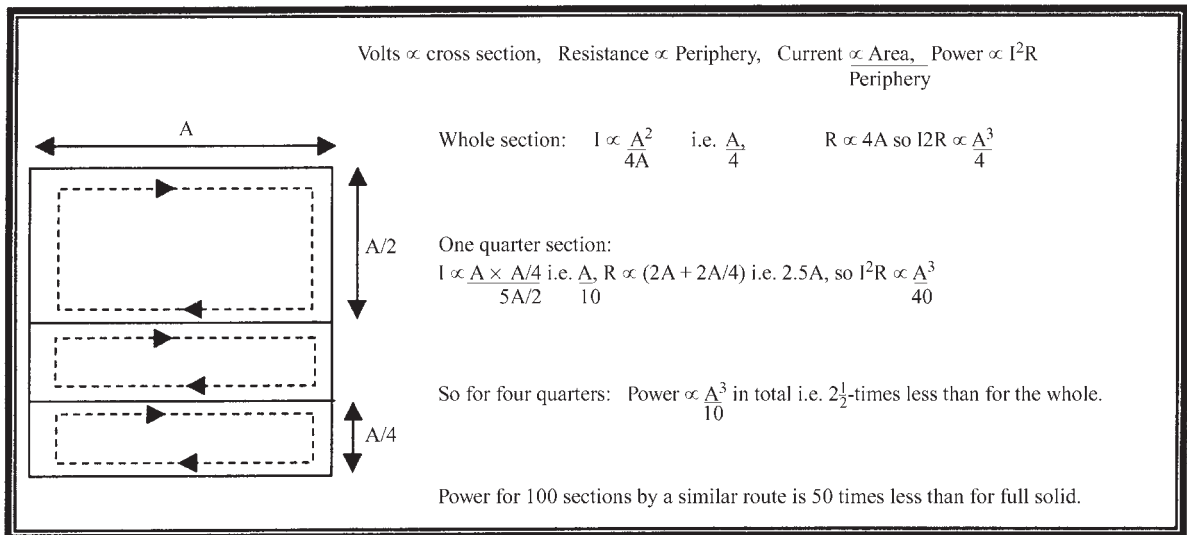 Volts ∝ cross section, Resistance ∝ Periphery, Current ∝ Area, Power ∝ I²R
Periphery
A
Whole section: I ∝ A² i.e. A, R ∝ 4A so I2R ∝ A³
4A 4 4
A/2
One quarter section:
I ∝ A × A/4 i.e. A, R ∝ (2A + 2A/4) i.e. 2.5A, so I²R ∝ A³
5A/2 10 40
So for four quarters: Power ∝ A³ in total i.e. 2½-times less than for the whole.
10
A/4
Power for 100 sections by a similar route is 50 times less than for full solid.